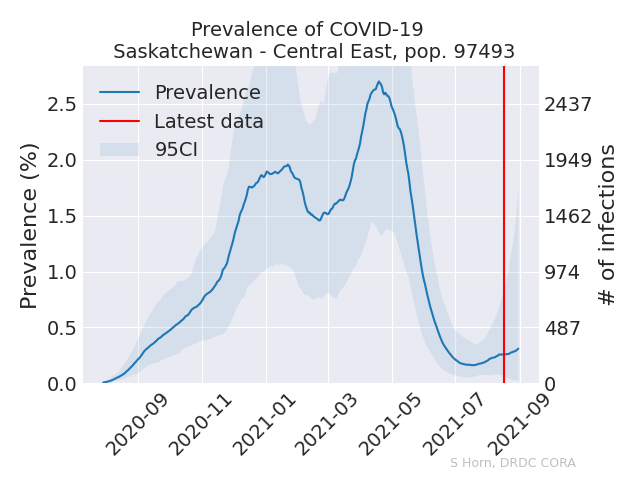 Prevalence of COVID-19
Saskatchewan - Central East, pop. 97493
Prevalence
Latest data
95CI
Prevalence (%)
2.5
2.0
1.5
1.0
0.5
0.0
2437
1949
1462
974
487
0
# of infections
2020-09
2020-11
2021-01
2021-03
2021-05
2021-07
2021-09
S Horn, DRDC CORA